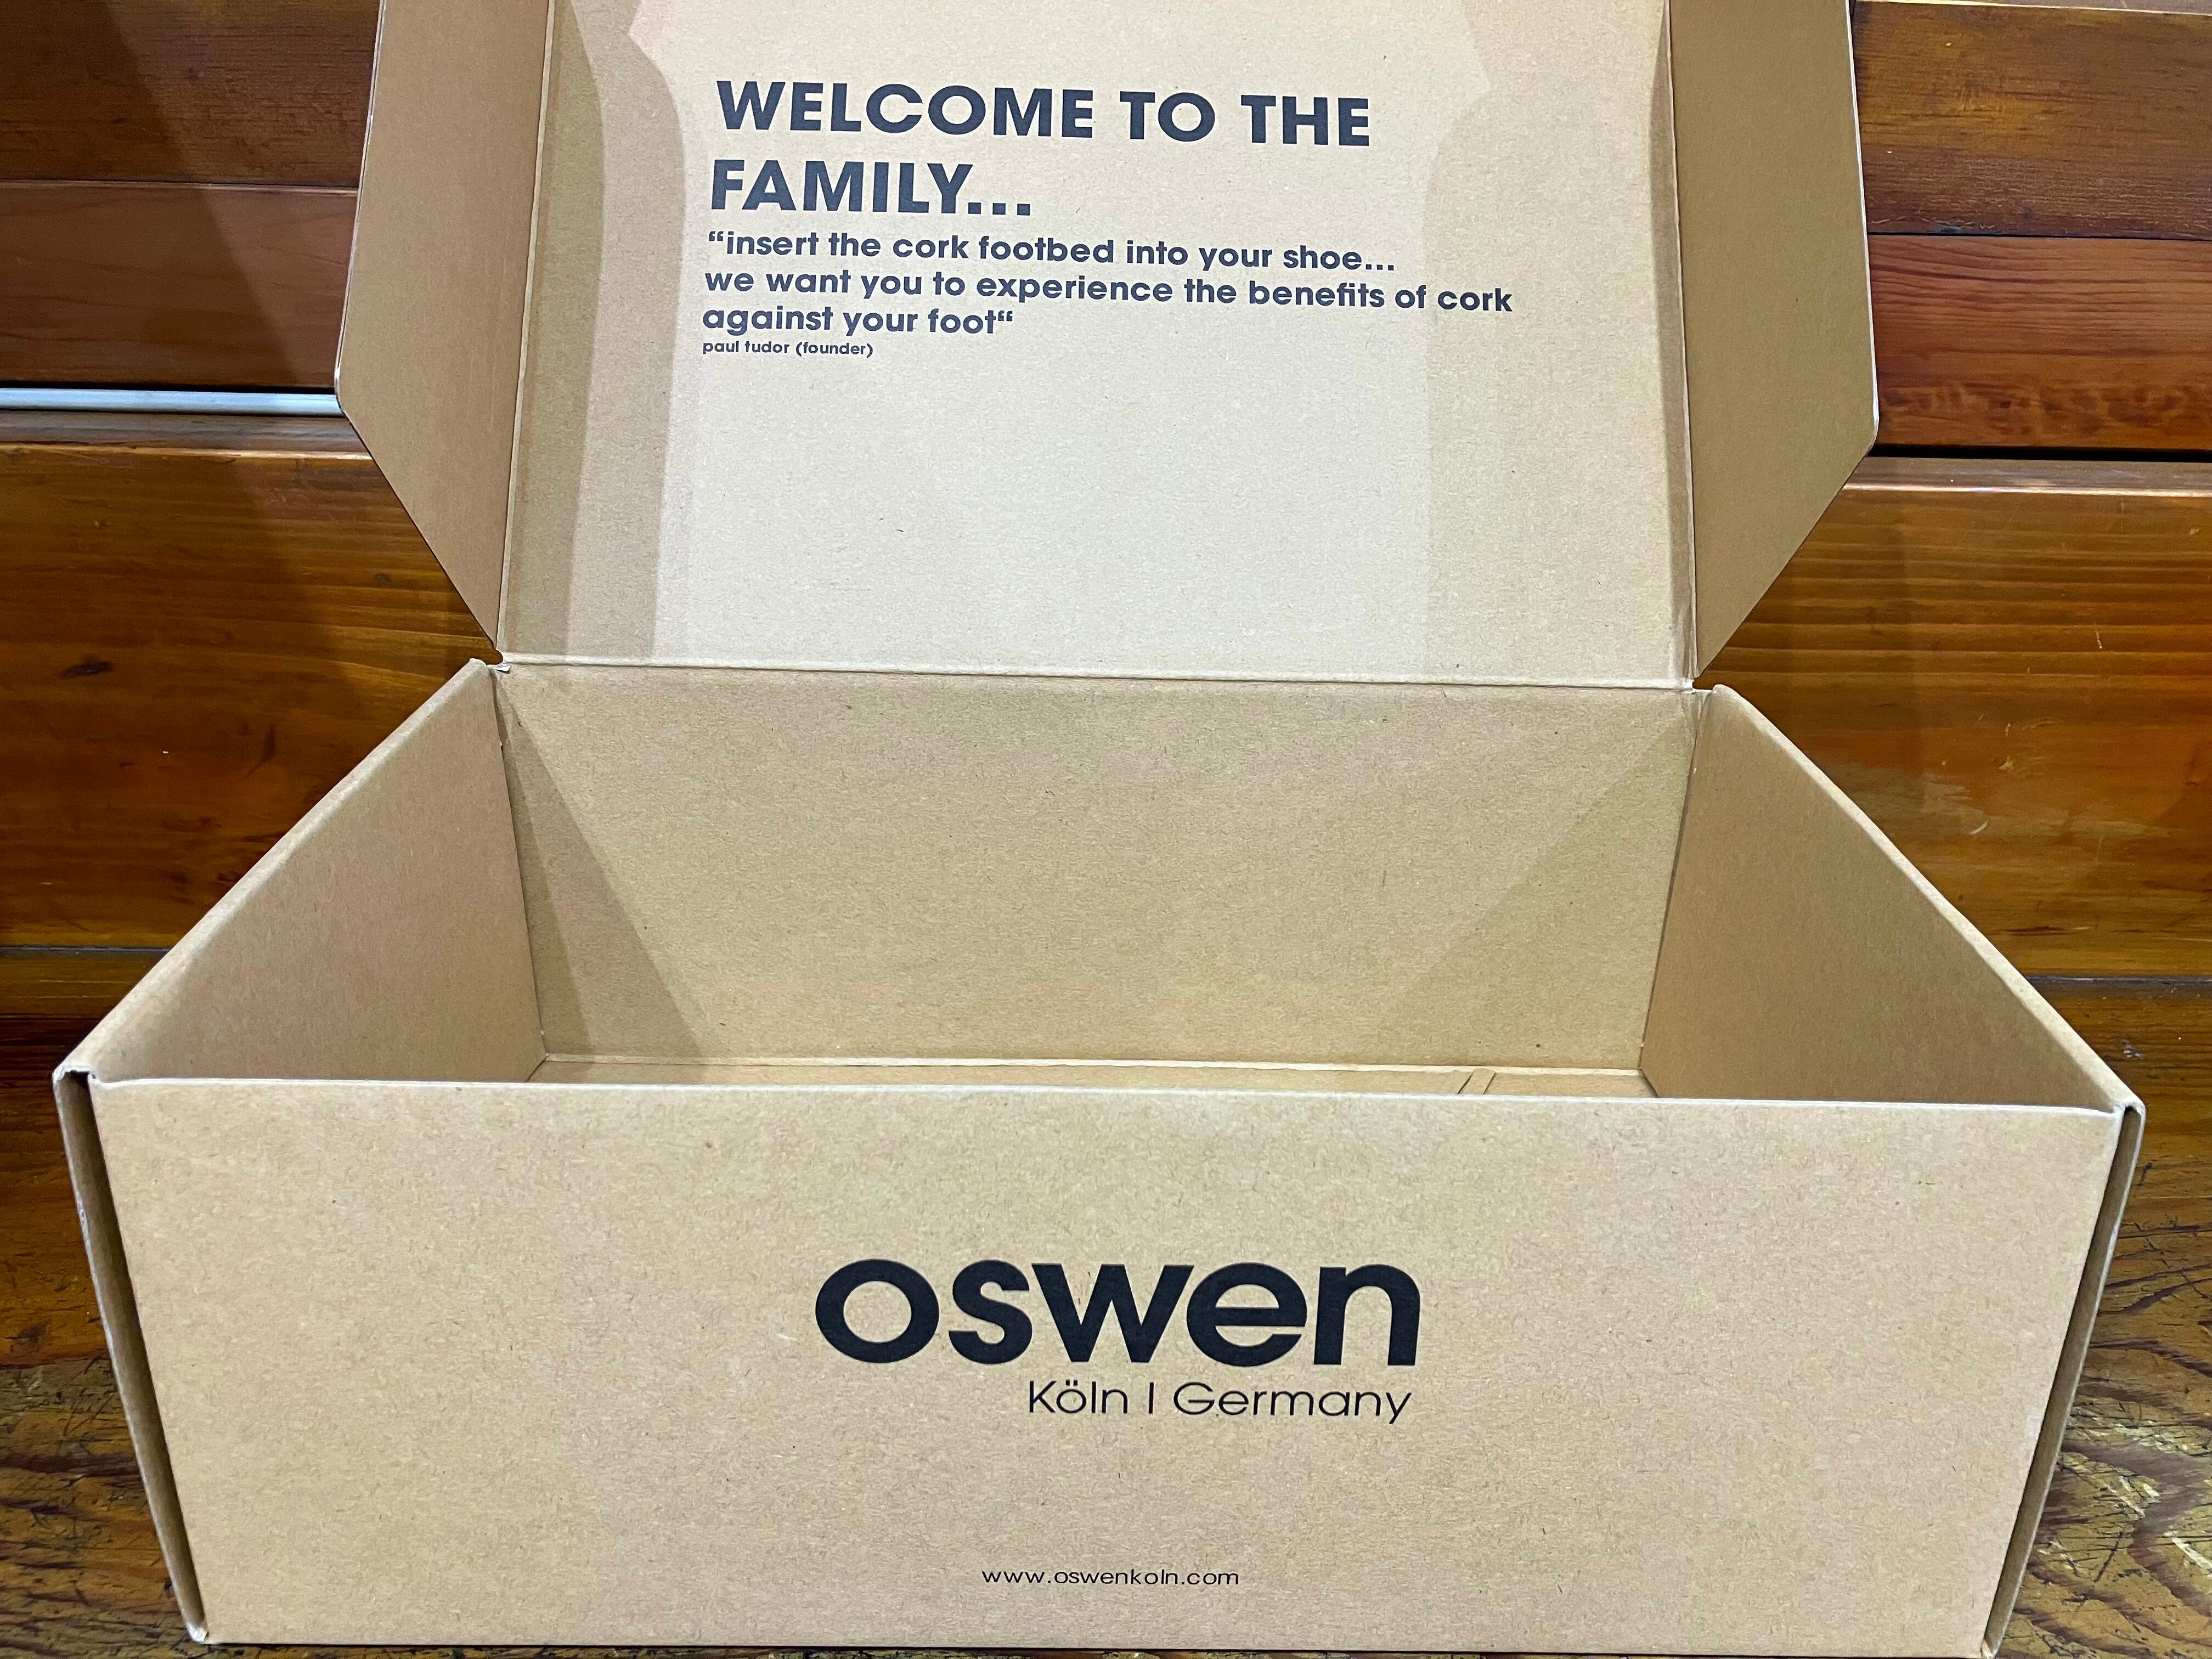 WELCOME TO THE
FAMILY...
“insert the cork footbed into your shoe...
we want you to experience the benefits of cork
against your foot“
paul tudor (founder)
oswen
Köln | Germany
www.oswenkoln.com